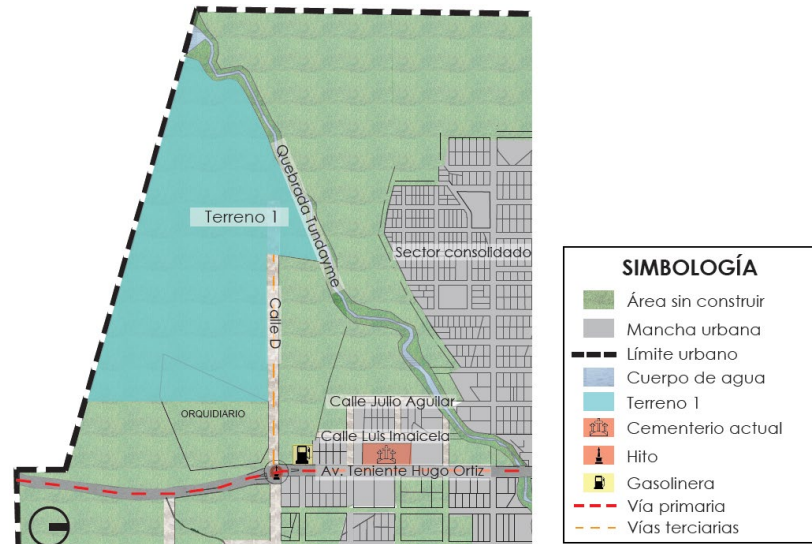 Quebrada Tundayme
Terreno 1
Sector consolidado
Calle D
Calle Julio Aguilar
ORQUIDIARIO
Calle Luis Imaicela
Av. Teniente Hugo Ortiz
SIMBOLOGÍA
Área sin construir
Mancha urbana
Límite urbano
Cuerpo de agua
Terreno 1
Cementerio actual
Hito
Gasolinera
Vía primaria
Vías terciarias